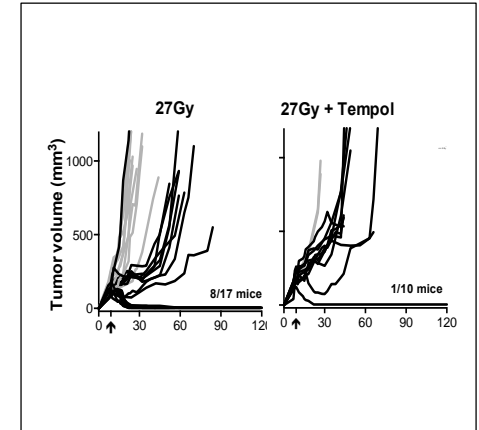 27Gy
27Gy + Tempol
Tumor volume (mm³)
1000
500
0
8/17 mice
0 30 60 90 120
1/10 mice
0 30 60 90 120